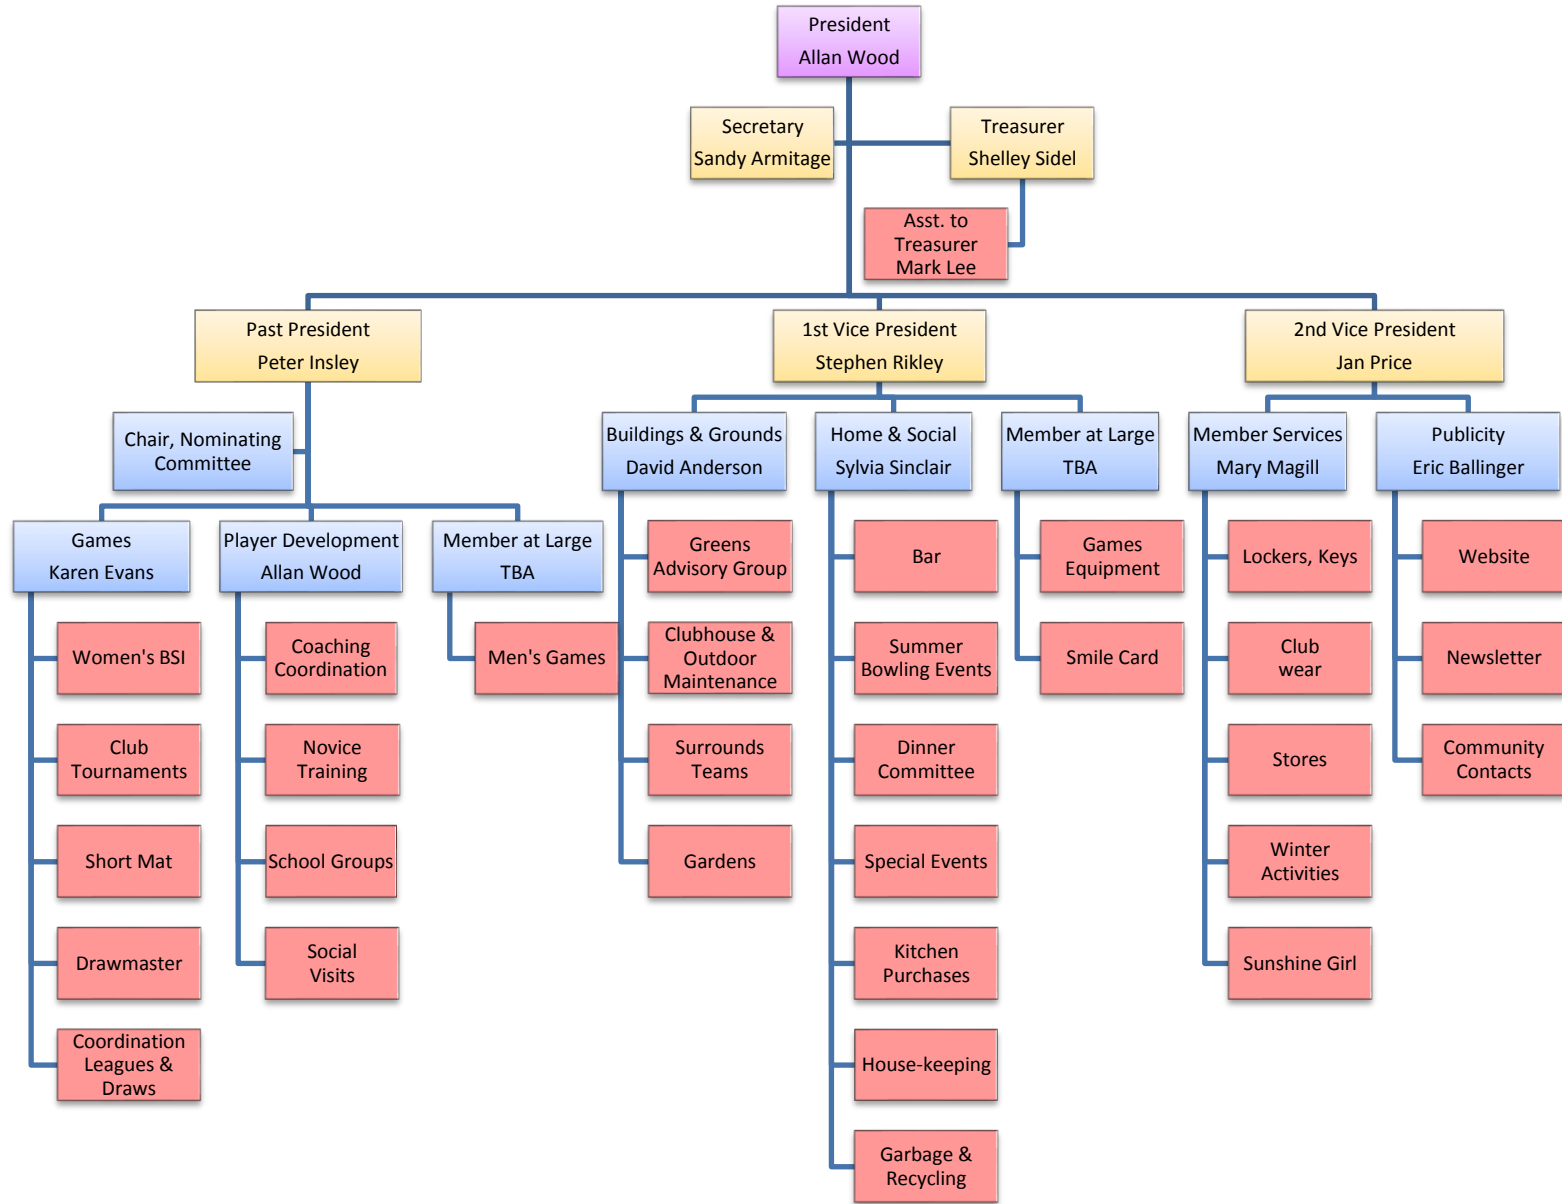 President
Allan Wood
Secretary
Sandy Armitage
Treasurer
Shelley Sidel
Asst. to
Treasurer
Mark Lee
Past President
Peter Insley
1st Vice President
Stephen Rikley
2nd Vice President
Jan Price
Chair, Nominating
Committee
Buildings & Grounds
David Anderson
Home & Social
Sylvia Sinclair
Member at Large
TBA
Member Services
Mary Magill
Publicity
Eric Ballinger
Games
Karen Evans
Player Development
Allan Wood
Member at Large
TBA
Women's BSI
Club
Tournaments
Short Mat
Drawmaster
Coordination
Leagues &
Draws
Coaching
Coordination
Novice
Training
School Groups
Social
Visits
Men's Games
Greens
Advisory Group
Clubhouse &
Outdoor
Maintenance
Surrounds
Teams
Gardens
Bar
Summer
Bowling Events
Dinner
Committee
Special Events
Kitchen
Purchases
House-keeping
Garbage &
Recycling
Games
Equipment
Smile Card
Lockers, Keys
Club
wear
Stores
Winter
Activities
Sunshine Girl
Website
Newsletter
Community
Contacts